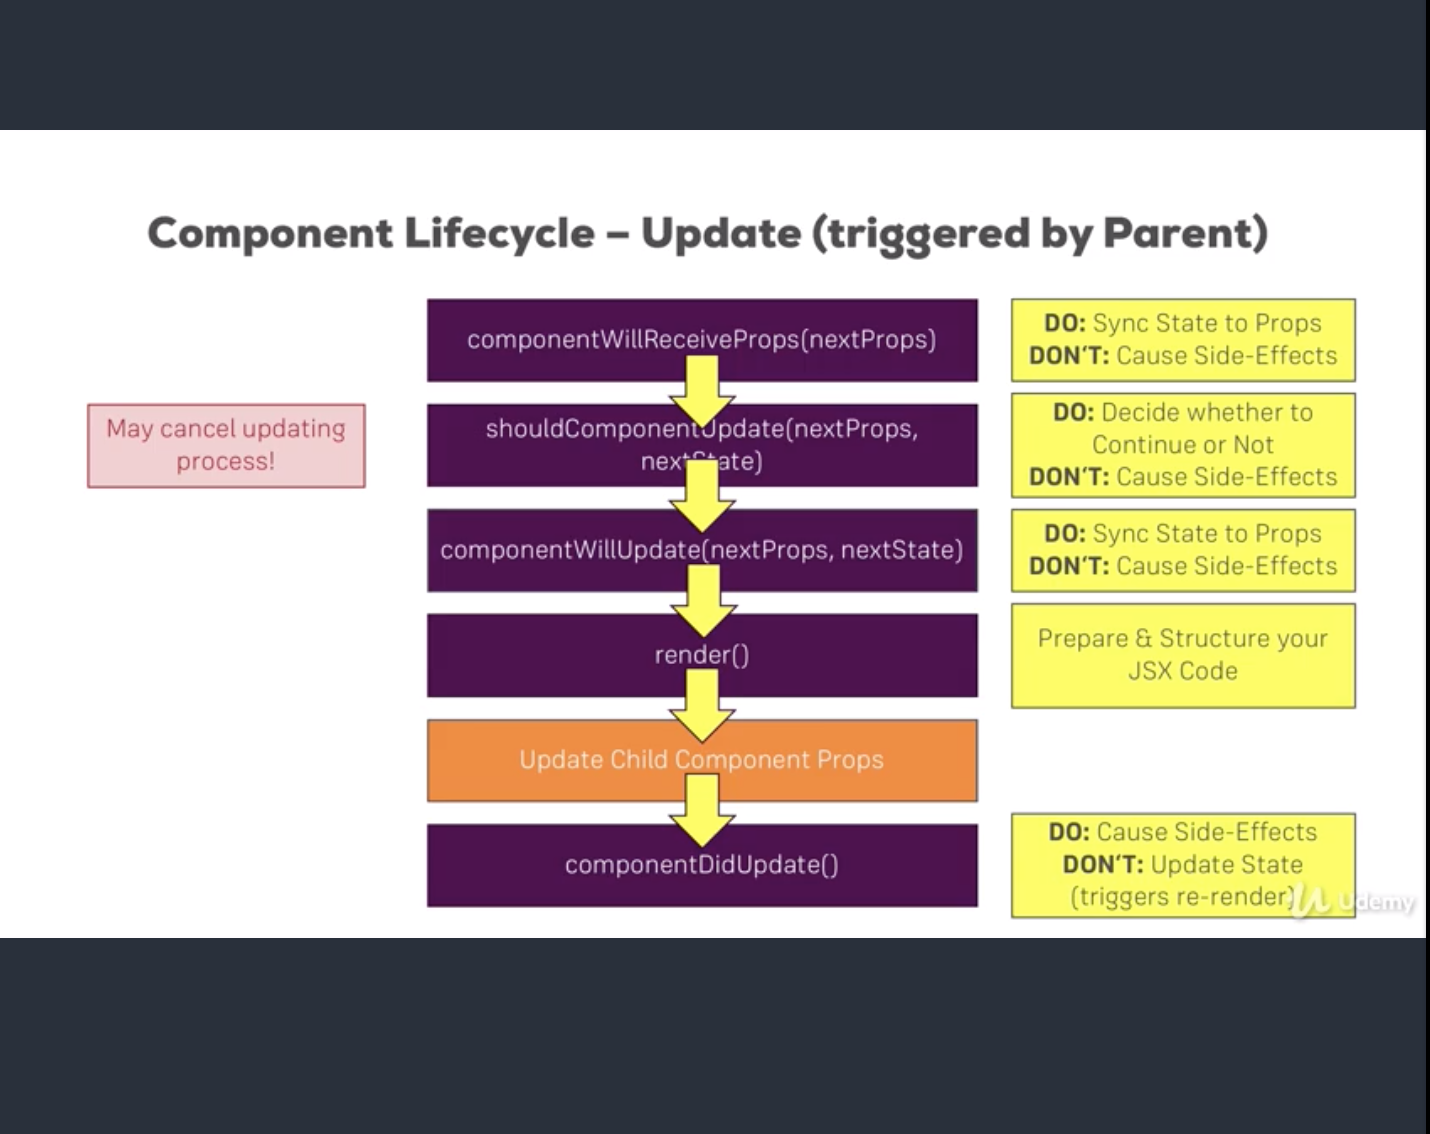 Component Lifecycle – Update (triggered by Parent)
componentWillReceiveProps(nextProps)
DO: Sync State to Props
DON'T: Cause Side-Effects
May cancel updating
process!
shouldComponentUpdate(nextProps,
nextState)
DO: Decide whether to
Continue or Not
DON'T: Cause Side-Effects
componentWillUpdate(nextProps, nextState)
DO: Sync State to Props
DON'T: Cause Side-Effects
render()
Prepare & Structure your
JSX Code
Update Child Component Props
componentDidUpdate()
DO: Cause Side-Effects
DON'T: Update State
(triggers re-render)
Udemy